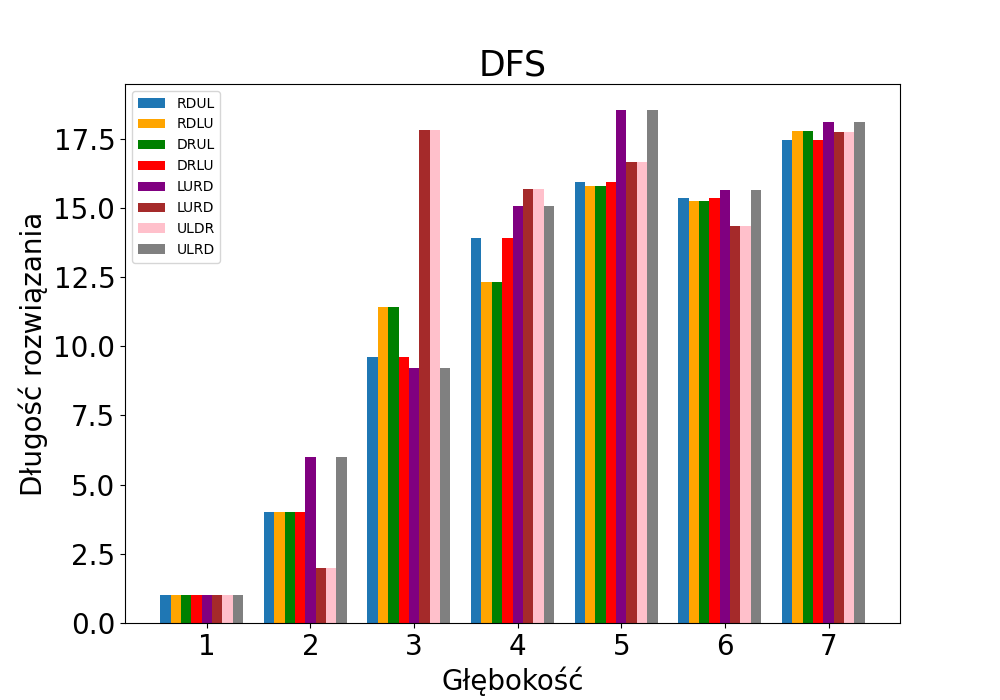 DFS
RDUL
RDLU
DRUL
DRLU
LURD
LURD
ULDR
ULRD
Długość rozwiązania
17.5
15.0
12.5
10.0
7.5
5.0
2.5
0.0
1 2 3 4 5 6 7
Głębokość